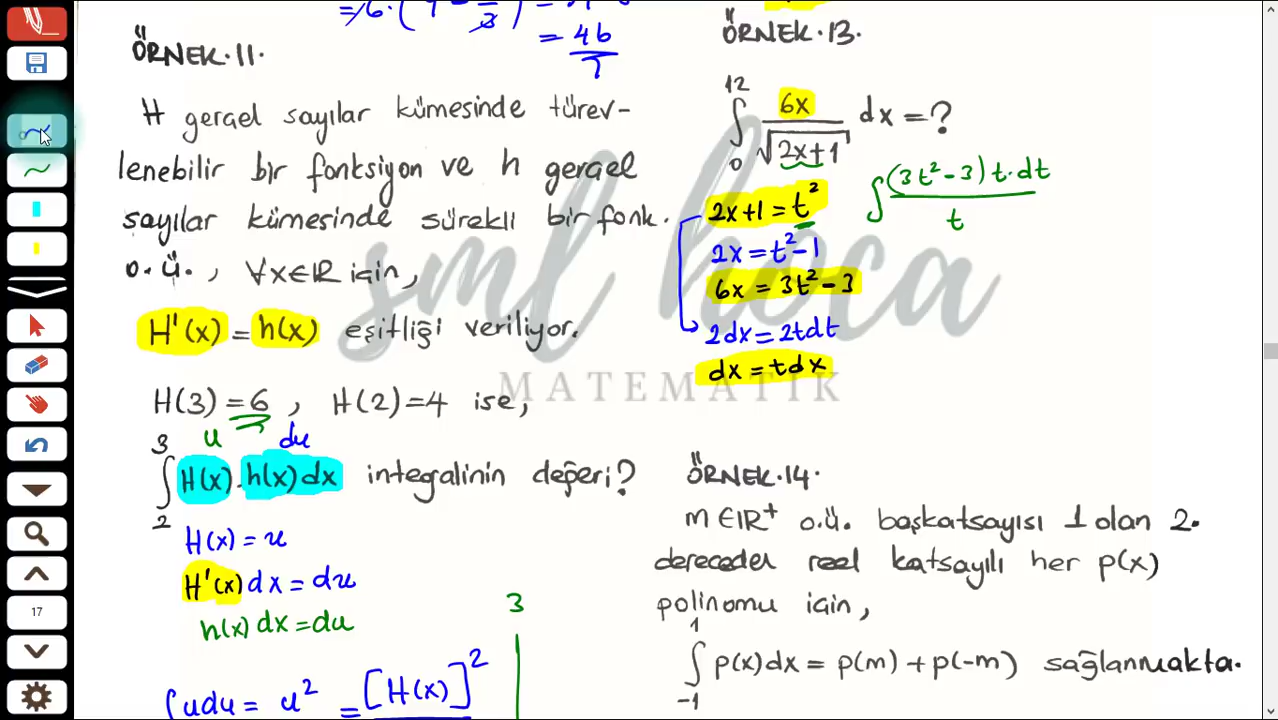 = 46/7
ÖRNEK.11.
H gerçel sayılar kümesinde türev-
lenebilir bir fonksiyon ve h gerçel
sayılar kümesinde sürekli bir fonk.
o.ü., ∀x∈IR için,
H'(x) = h(x) eşitliği veriliyor.
H(3) = 6 , H(2)=4 ise,
u du
∫₂³ H(x).h(x)dx integralinin değeri?
H(x) = u
H'(x)dx = du
h(x)dx = du
3
∫udu = u² = [H(x)]²
ÖRNEK.13.
∫₀¹² 6x/√(2x+1) dx = ?
∫(3t²-3)t.dt/t
2x+1 = t²
2x = t²-1
6x = 3t²-3
2dx = 2tdt
dx = tdx
ÖRNEK.14.
m∈IR⁺ o.ü. başkatsayısı 1 olan 2.
dereceden reel katsayılı her p(x)
polinomu için,
∫₋₁¹ p(x)dx = p(m) + p(-m) sağlanmakta.
sml hoca
MATEMATİK
17